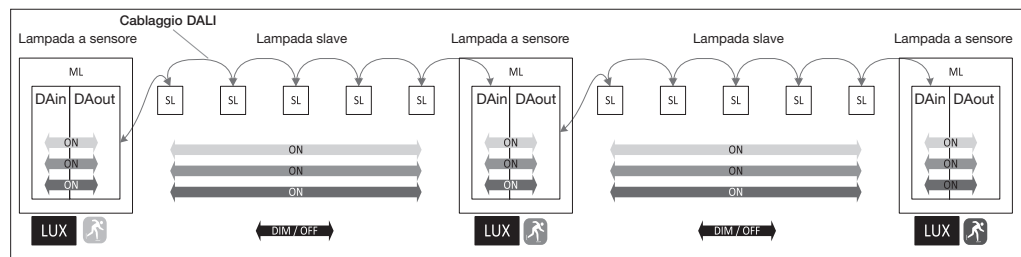 Cablaggio DALI
Lampada a sensore Lampada slave Lampada a sensore Lampada slave Lampada a sensore
ML ML ML
DAin DAout SL SL SL SL SL DAin DAout SL SL SL SL SL DAin DAout
ON ON ON ON ON
ON ON ON ON ON
ON ON ON ON ON
LUX DIM / OFF LUX DIM / OFF LUX